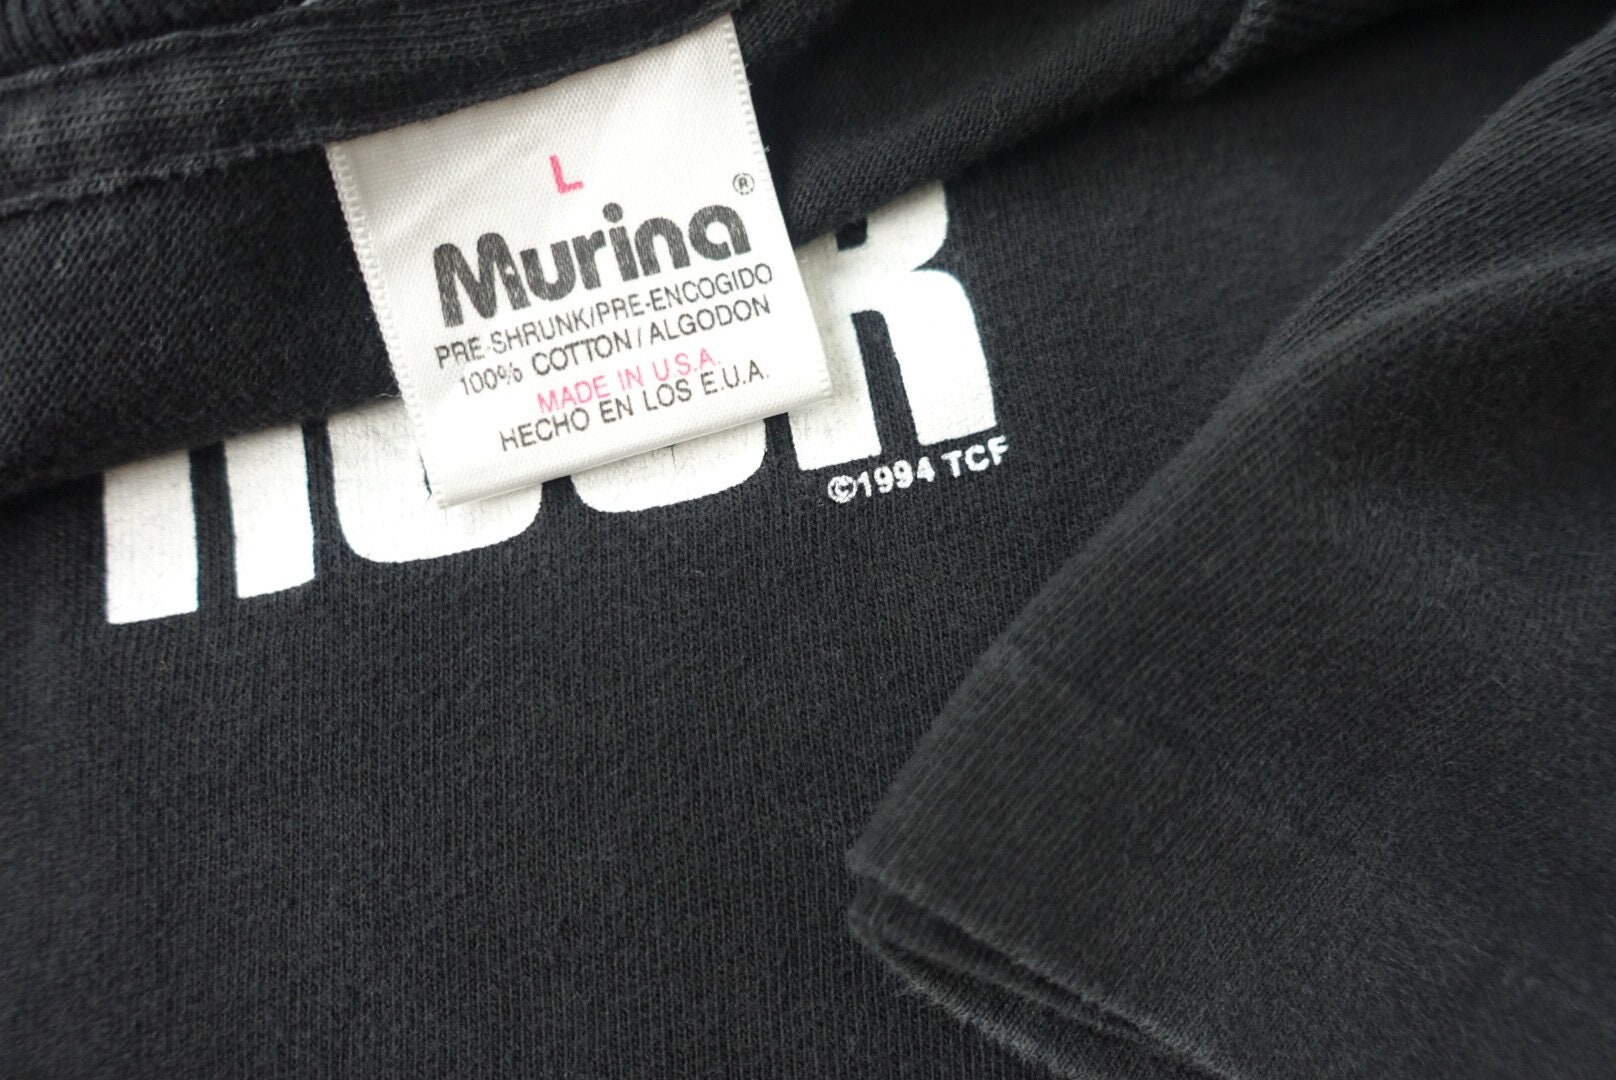 L
Murina®
PRE-SHRUNK/PRE-ENCOGIDO
100% COTTON/ALGODON
MADE IN U.S.A.
HECHO EN LOS E.U.A.
©1994 TCF